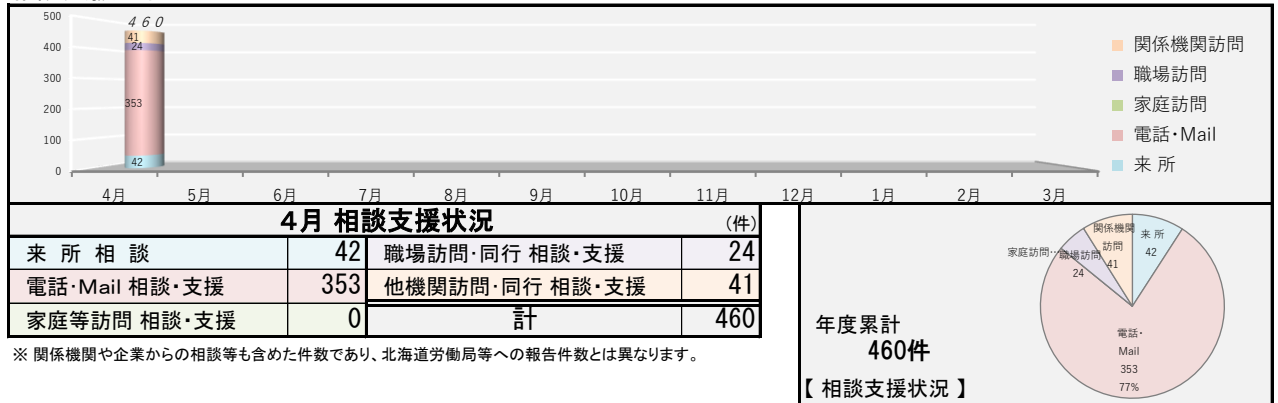 500
400
300
200
100
0
460
41
24
353
42
4月 5月 6月 7月 8月 9月 10月 11月 12月 1月 2月 3月
関係機関訪問
職場訪問
家庭訪問
電話・Mail
来 所
4月 相談支援状況 (件)
来 所 相 談 42 職場訪問・同行 相談・支援 24
電話・Mail 相談・支援 353 他機関訪問・同行 相談・支援 41
家庭等訪問 相談・支援 0 計 460
※ 関係機関や企業からの相談等も含めた件数であり、北海道労働局等への報告件数とは異なります。
年度累計
460件
【 相談支援状況 】
関係機関
訪問
41
来 所
42
家庭訪問…
職場訪問
24
電話・
Mail
353
77%